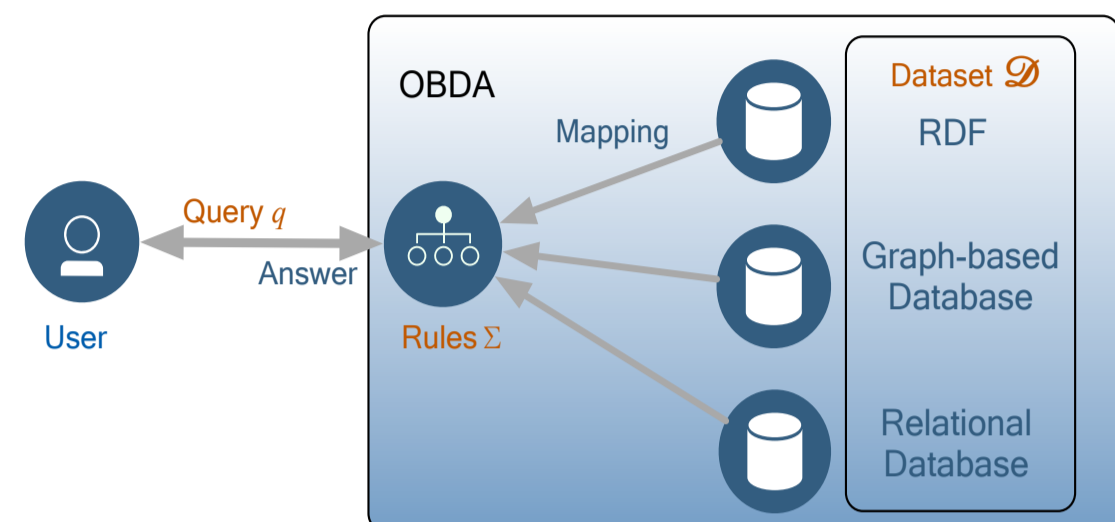 OBDA
Dataset 𝒟
Mapping
RDF
Query q
Answer
User
Rules Σ
Graph-based
Database
Relational
Database